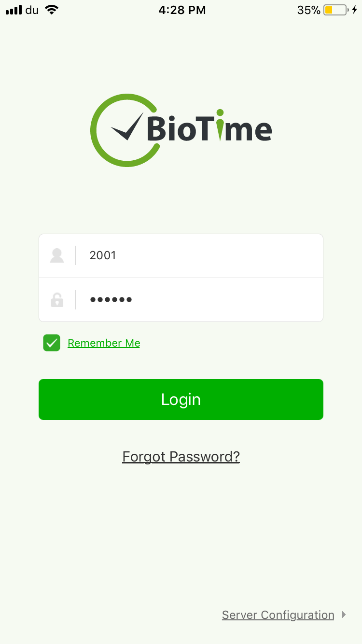 du 4:28 PM 35%
BioTime
2001
••••••
Remember Me
Login
Forgot Password?
Server Configuration